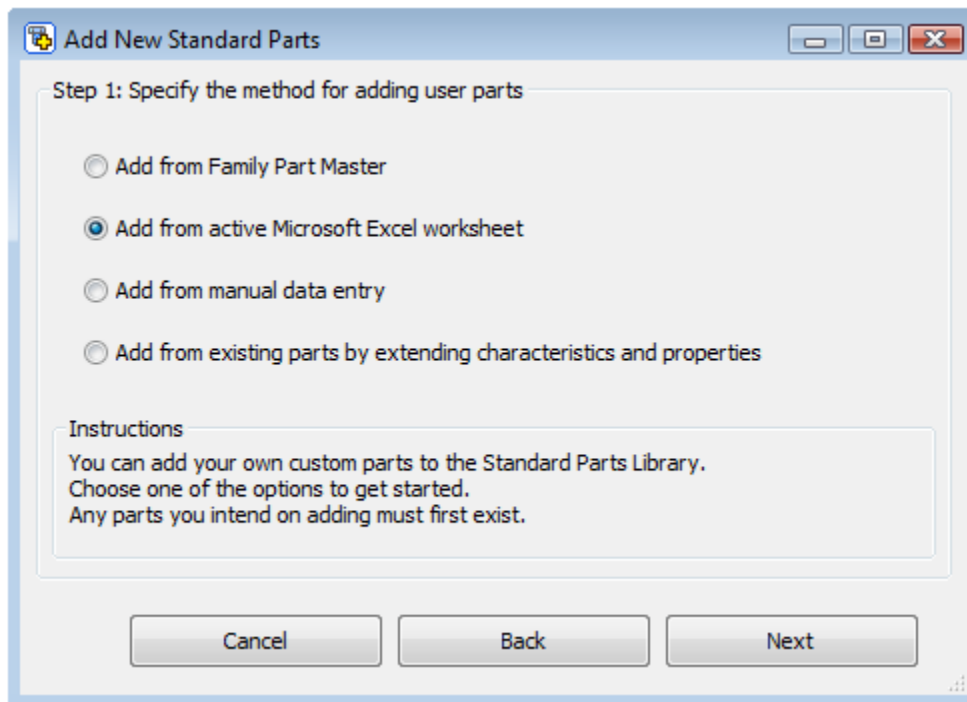 Add New Standard Parts
Step 1: Specify the method for adding user parts
Add from Family Part Master
Add from active Microsoft Excel worksheet
Add from manual data entry
Add from existing parts by extending characteristics and properties
Instructions
You can add your own custom parts to the Standard Parts Library.
Choose one of the options to get started.
Any parts you intend on adding must first exist.
Cancel Back Next